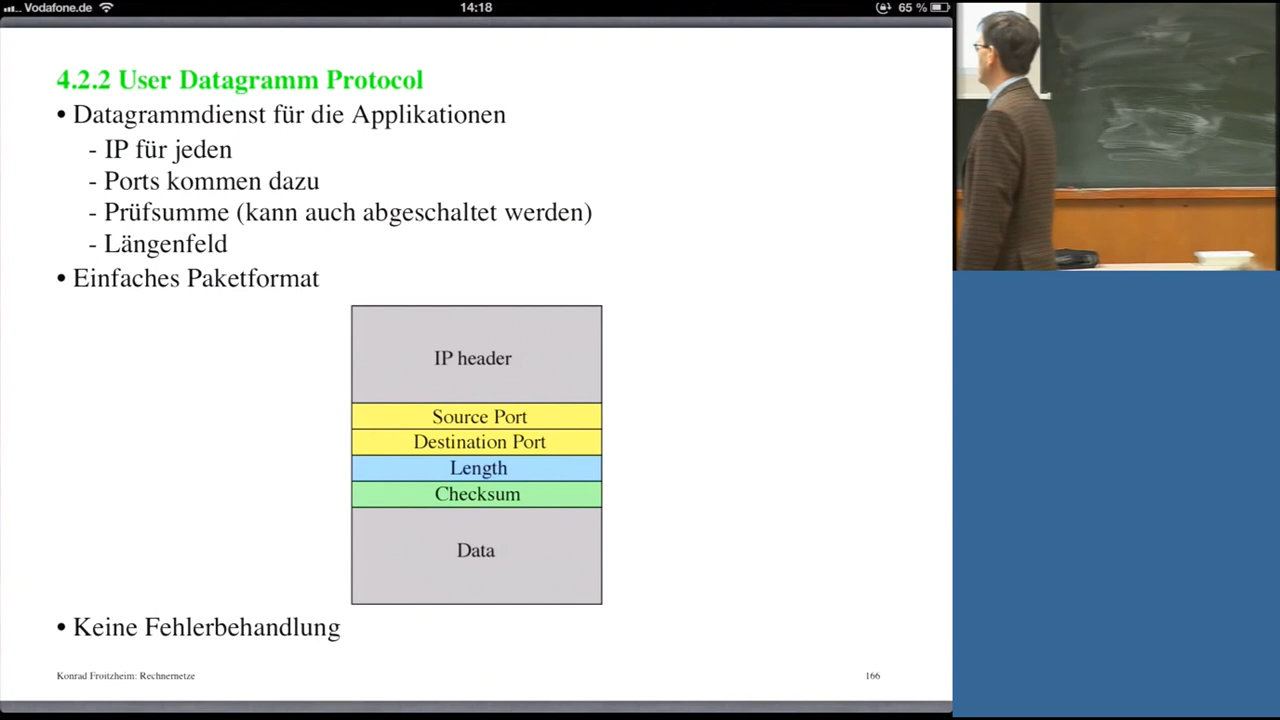 Vodafone.de
14:18
65 %
4.2.2 User Datagramm Protocol
• Datagrammdienst für die Applikationen
- IP für jeden
- Ports kommen dazu
- Prüfsumme (kann auch abgeschaltet werden)
- Längenfeld
• Einfaches Paketformat
IP header
Source Port
Destination Port
Length
Checksum
Data
• Keine Fehlerbehandlung
Konrad Froitzheim: Rechnernetze
166